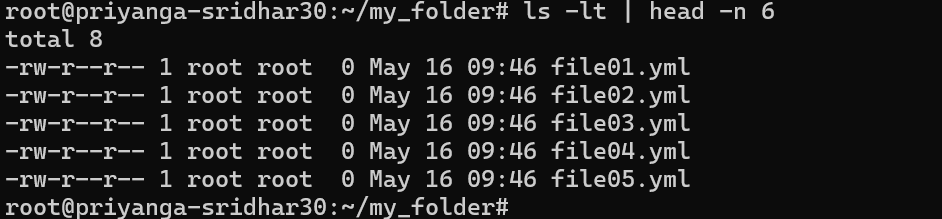 root@priyanga-sridhar30:~/my_folder# ls -lt | head -n 6
total 8
-rw-r--r-- 1 root root  0 May 16 09:46 file01.yml
-rw-r--r-- 1 root root  0 May 16 09:46 file02.yml
-rw-r--r-- 1 root root  0 May 16 09:46 file03.yml
-rw-r--r-- 1 root root  0 May 16 09:46 file04.yml
-rw-r--r-- 1 root root  0 May 16 09:46 file05.yml
root@priyanga-sridhar30:~/my_folder#